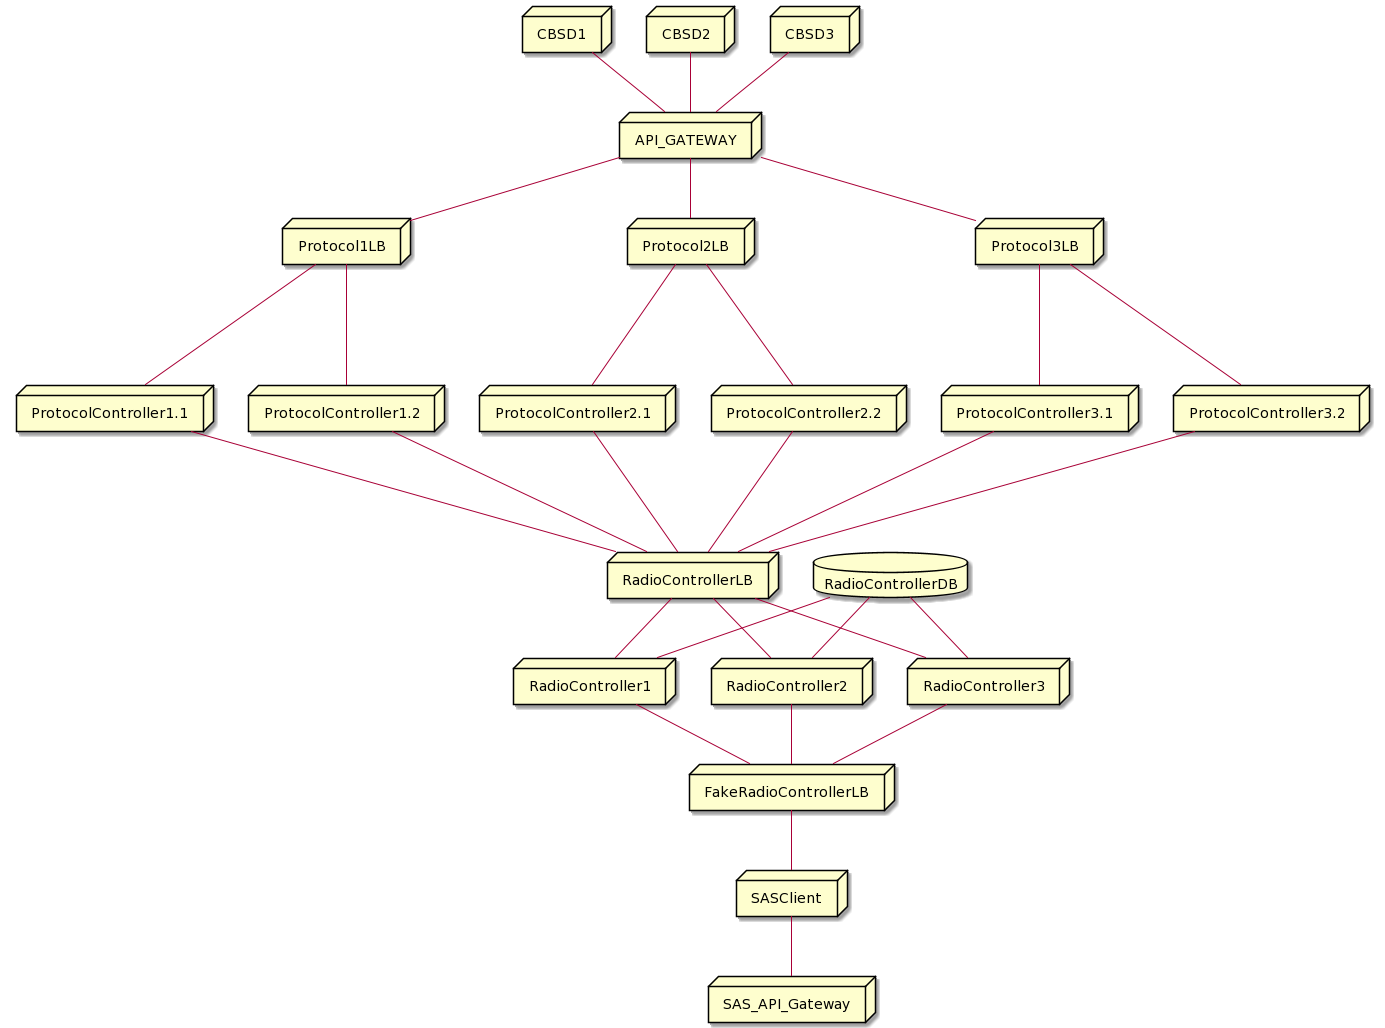 CBSD1
CBSD2
CBSD3
API_GATEWAY
Protocol1LB
Protocol2LB
Protocol3LB
ProtocolController1.1
ProtocolController1.2
ProtocolController2.1
ProtocolController2.2
ProtocolController3.1
ProtocolController3.2
RadioControllerLB
RadioControllerDB
RadioController1
RadioController2
RadioController3
FakeRadioControllerLB
SASClient
SAS_API_Gateway